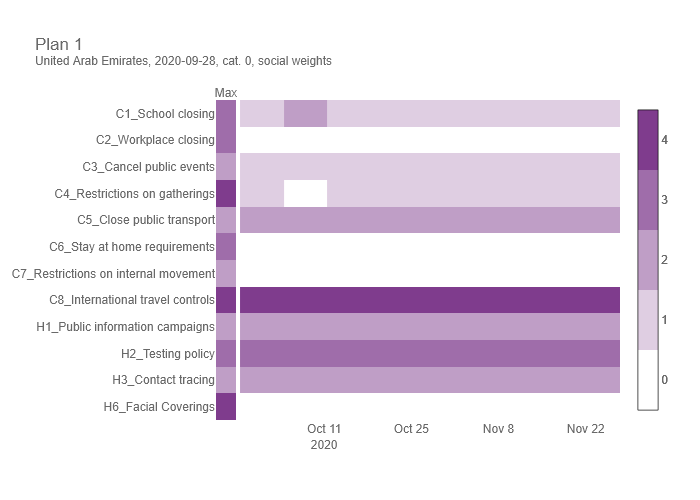 Plan 1
United Arab Emirates, 2020-09-28, cat. 0, social weights
Max
C1_School closing
C2_Workplace closing
C3_Cancel public events
C4_Restrictions on gatherings
C5_Close public transport
C6_Stay at home requirements
C7_Restrictions on internal movement
C8_International travel controls
H1_Public information campaigns
H2_Testing policy
H3_Contact tracing
H6_Facial Coverings
Oct 11 Oct 25 Nov 8 Nov 22
2020
4
3
2
1
0